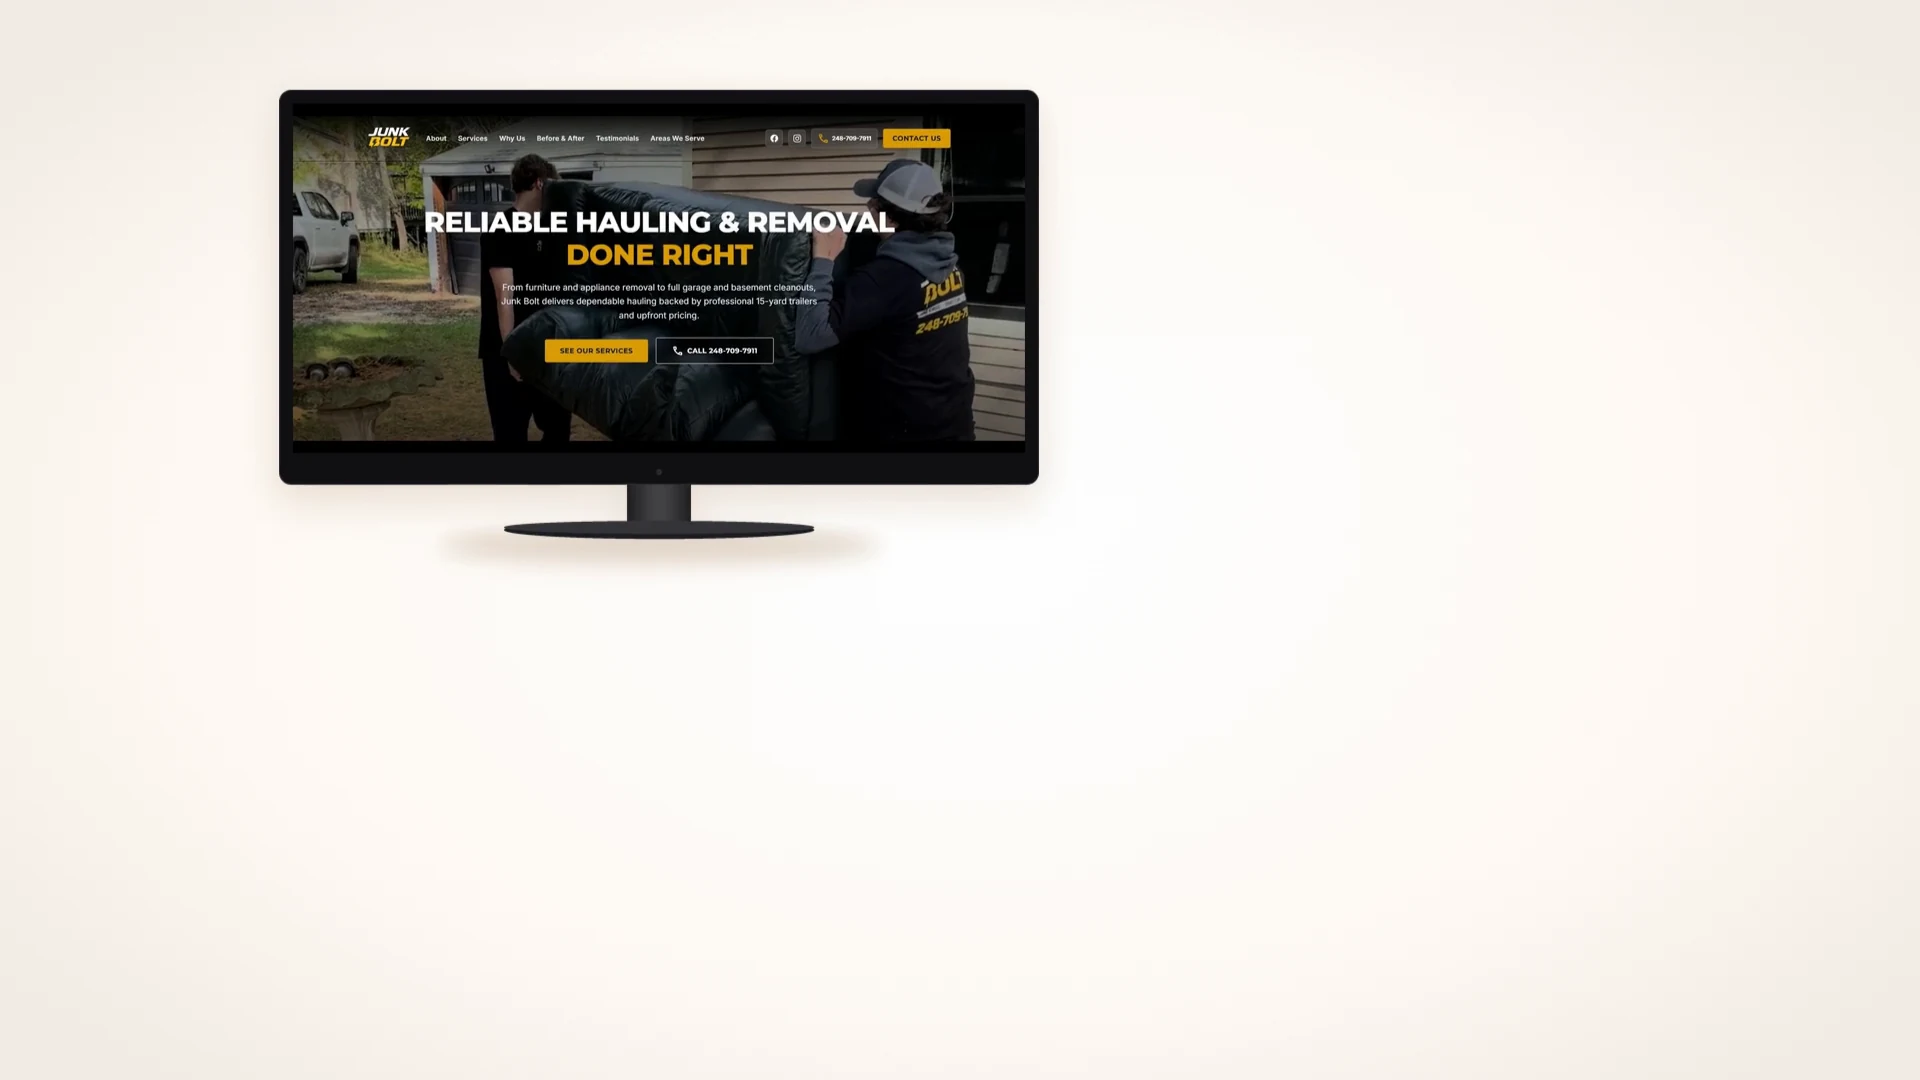 JUNK
BOLT
About
Services
Why Us
Before & After
Testimonials
Areas We Serve
248-709-7911
CONTACT US
RELIABLE HAULING & REMOVAL
DONE RIGHT
From furniture and appliance removal to full garage and basement cleanouts,
Junk Bolt delivers dependable hauling backed by professional 15-yard trailers
and upfront pricing.
SEE OUR SERVICES
CALL 248-709-7911
BOLT